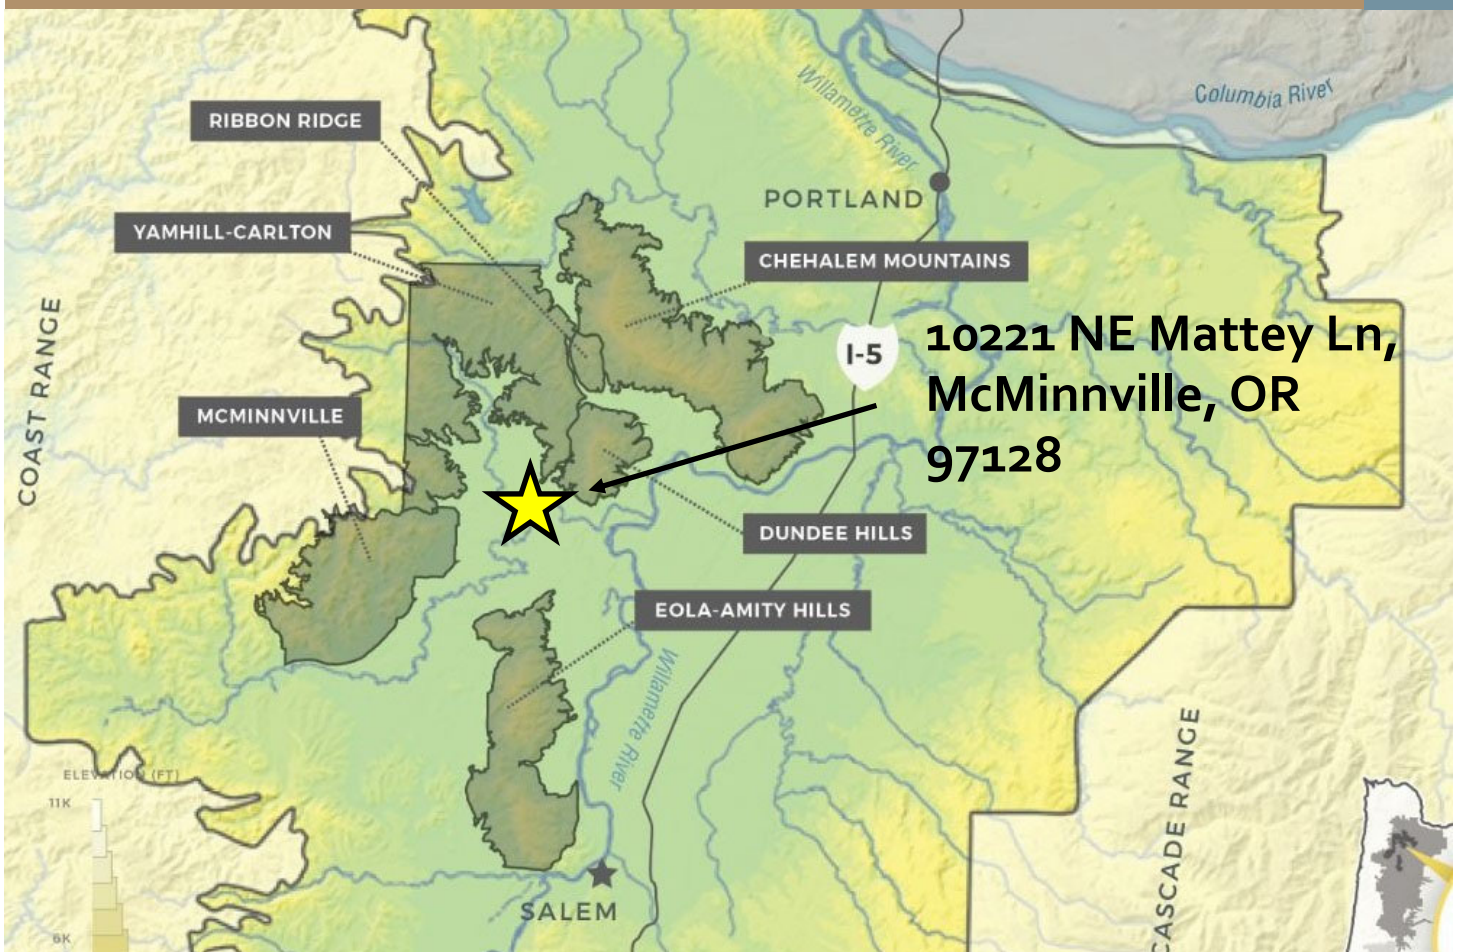 Willamette River
Columbia River
RIBBON RIDGE
PORTLAND
YAMHILL-CARLTON
CHEHALEM MOUNTAINS
COAST RANGE
I-5
10221 NE Mattey Ln,
McMinnville, OR
97128
MCMINNVILLE
DUNDEE HILLS
EOLA-AMITY HILLS
Willamette River
CASCADE RANGE
ELEVATION (FT)
11K
SALEM
6K